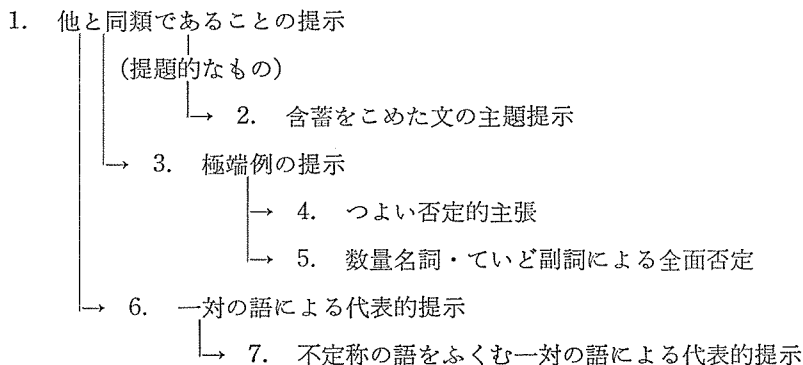 1. 他と同類であることの提示
(提題的なもの)
→ 2. 含蓄をこめた文の主題提示
→ 3. 極端例の提示
→ 4. つよい否定的主張
→ 5. 数量名詞・ていど副詞による全面否定
→ 6. 一対の語による代表的提示
→ 7. 不定称の語をふくむ一対の語による代表的提示